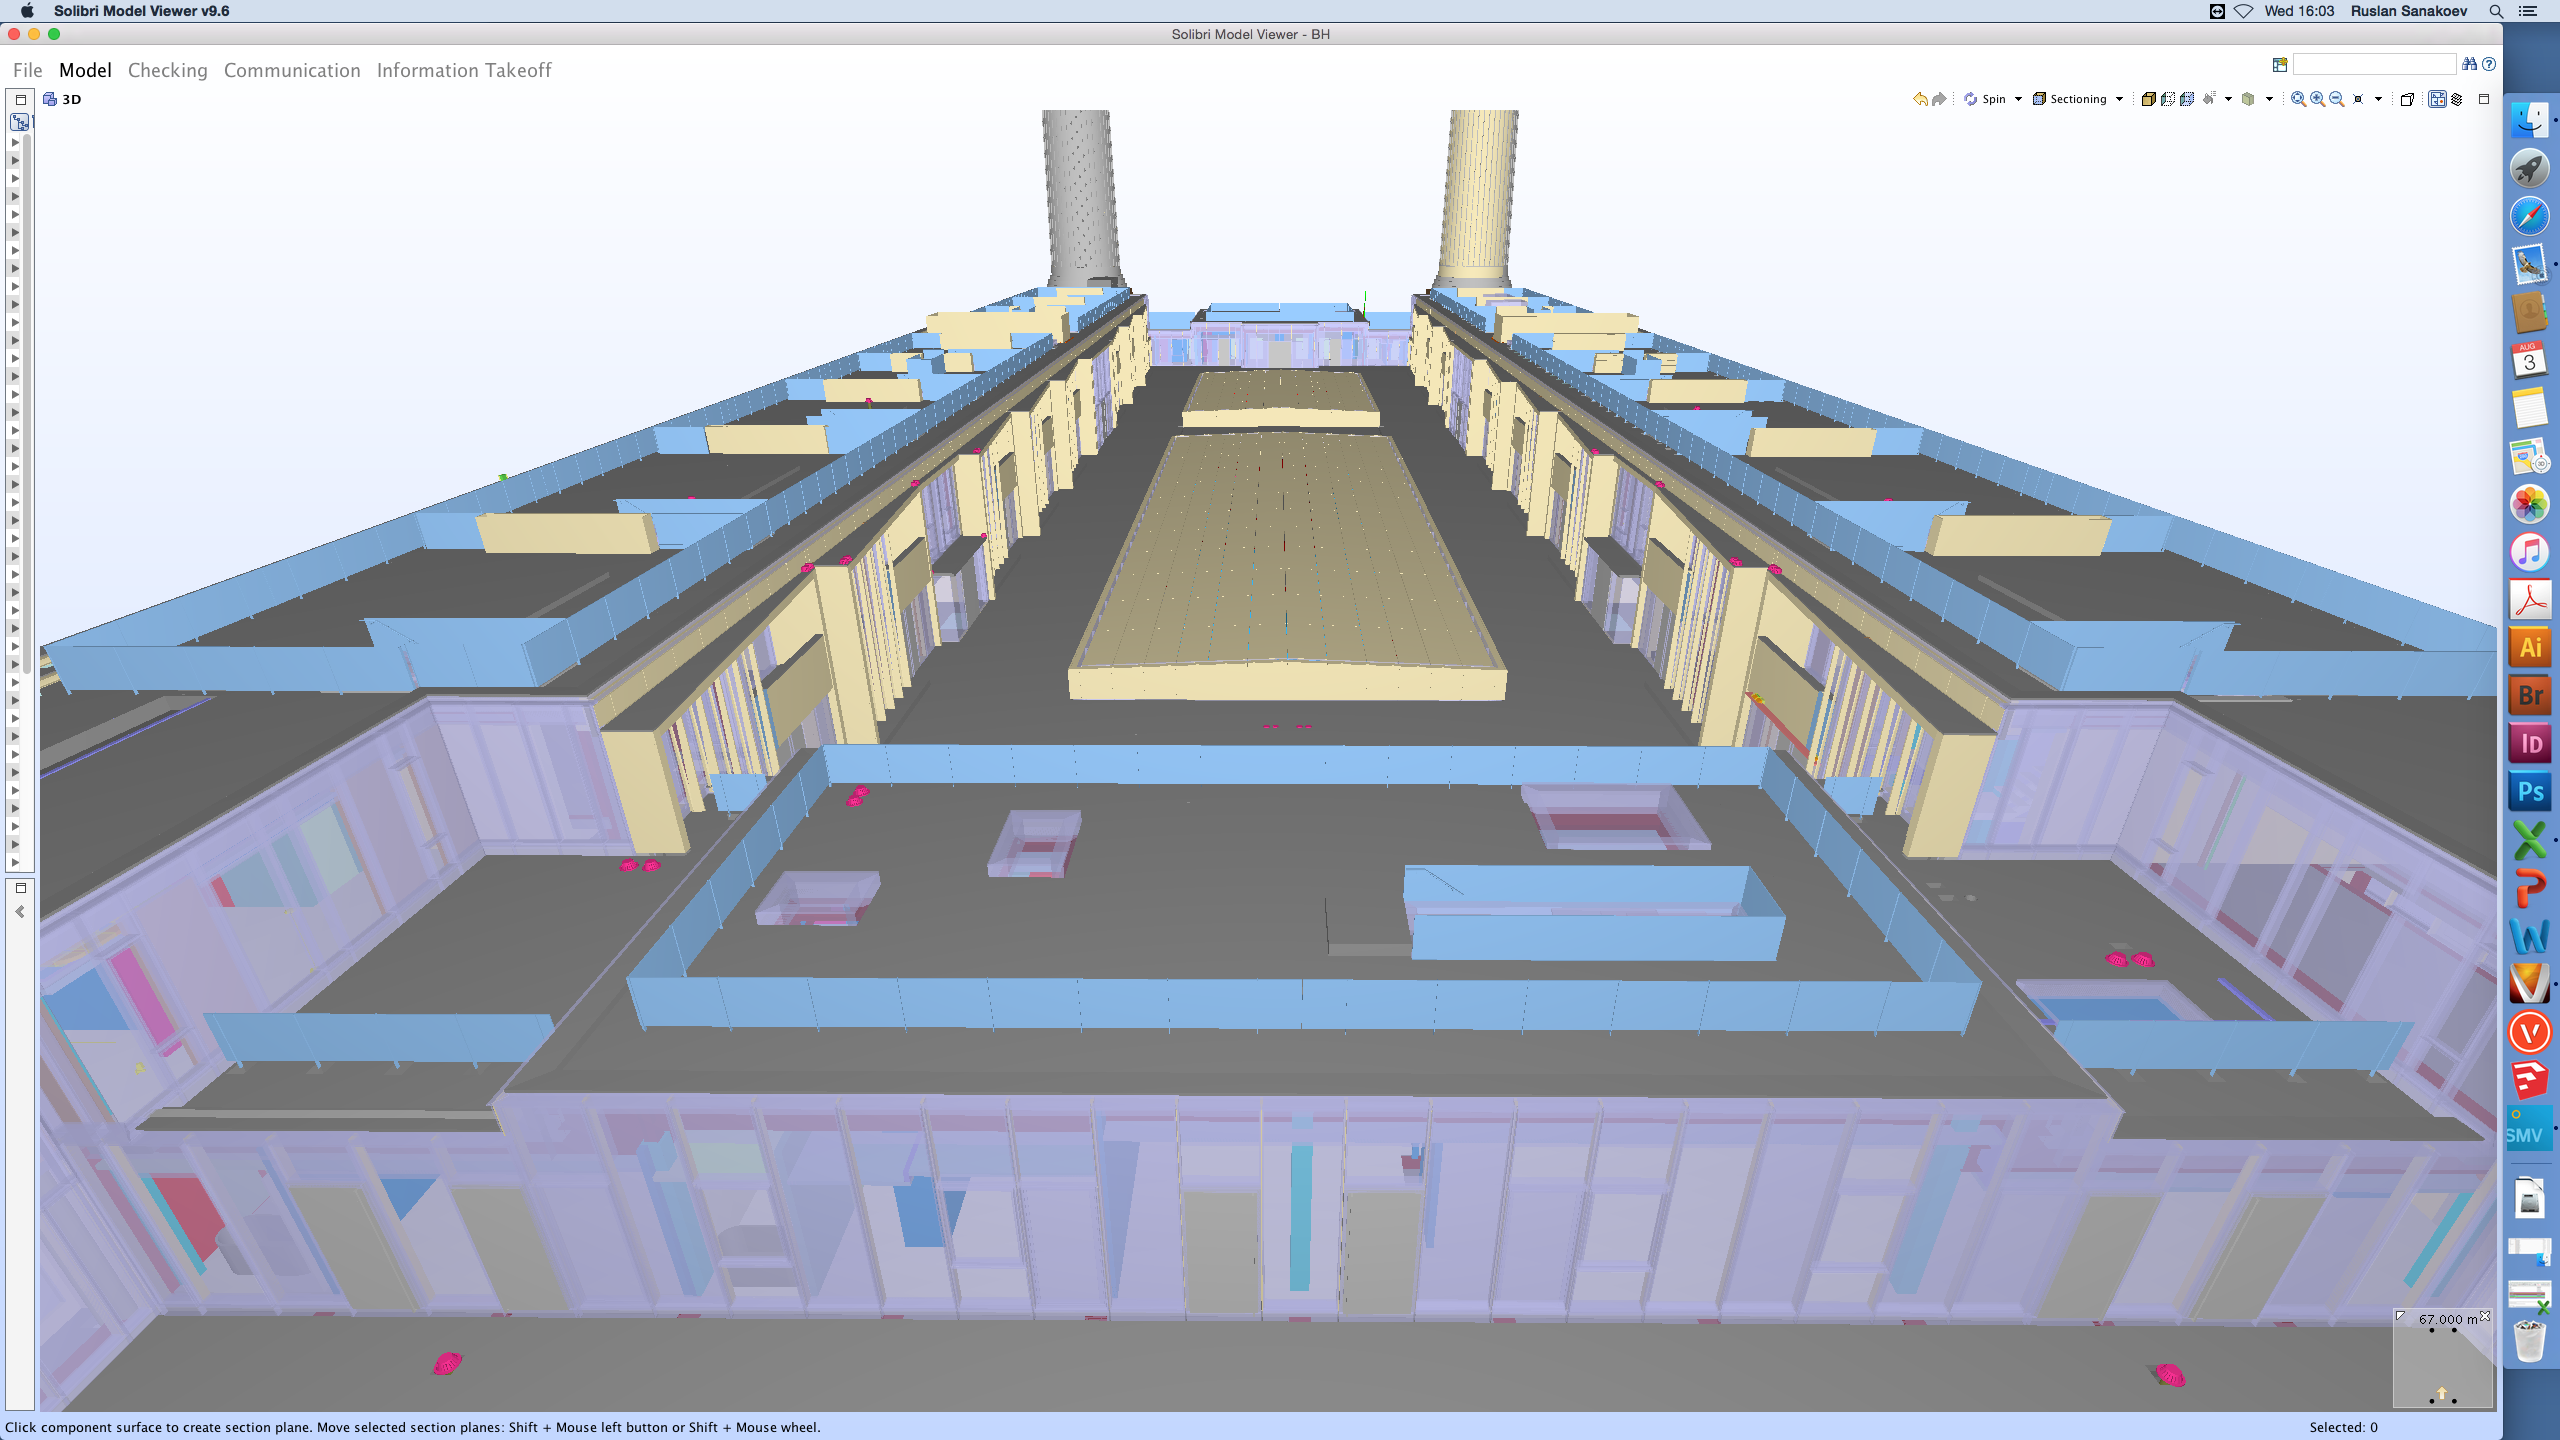 Solibri Model Viewer v9.6
Wed 16:03 Ruslan Sanakoev
Solibri Model Viewer - BH
File Model Checking Communication Information Takeoff
3D
Spin
Sectioning
AUG
3
Ai
Br
Id
Ps
SMV
67.000 m
Click component surface to create section plane. Move selected section planes: Shift + Mouse left button or Shift + Mouse wheel.
Selected: 0